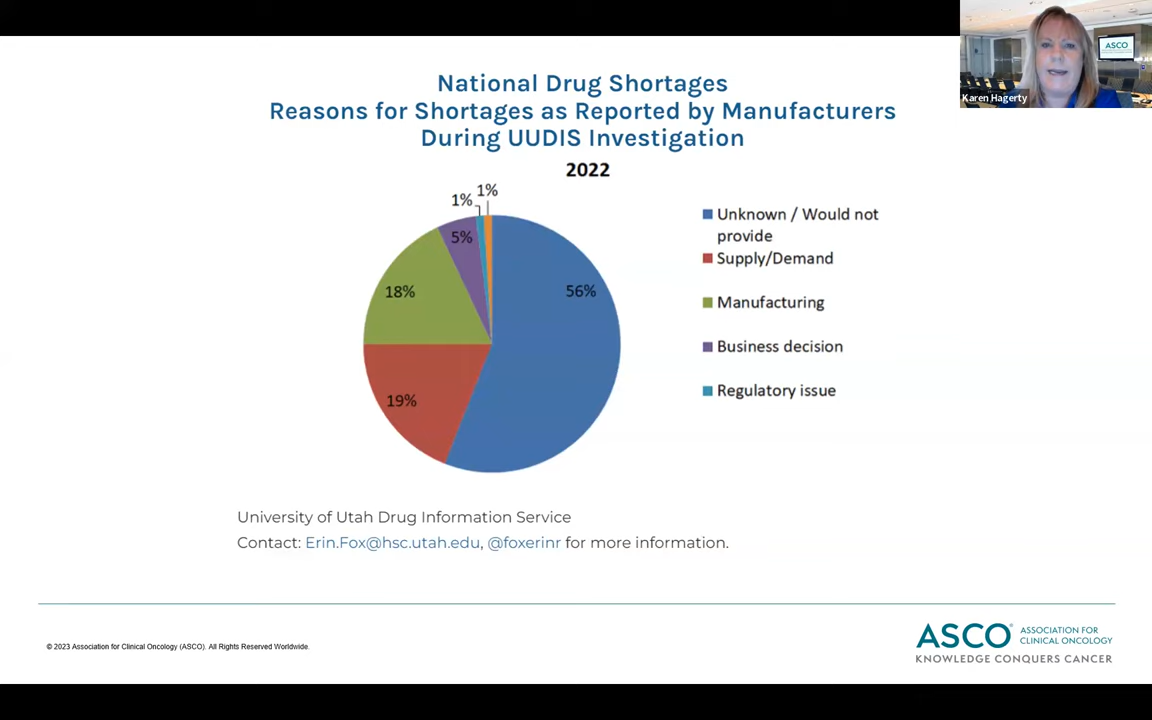 ASCO
Karen Hagerty
National Drug Shortages
Reasons for Shortages as Reported by Manufacturers
During UUDIS Investigation
2022
1%
1%
5%
18%
56%
19%
Unknown / Would not
provide
Supply/Demand
Manufacturing
Business decision
Regulatory issue
University of Utah Drug Information Service
Contact: Erin.Fox@hsc.utah.edu, @foxerinr for more information.
© 2023 Association for Clinical Oncology (ASCO). All Rights Reserved Worldwide.
ASCO® ASSOCIATION FOR
CLINICAL ONCOLOGY
KNOWLEDGE CONQUERS CANCER